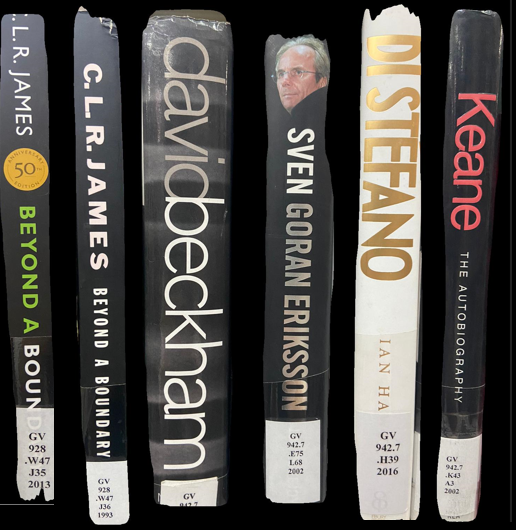 . L.R. JAMES
ANNIVERSARY
50TH
EDITION
BEYOND A BOUND
GV
928
.W47
J35
2013
C. L. R. JAMES BEYOND A BOUNDARY
GV
928
.W47
J36
1993
davidbeckham
GV
942.7
SVEN GORAN ERIKSSON
GV
942.7
.E75
L68
2002
DI STEFANO
IAN HA
GV
942.7
.H39
2016
Keane
THE AUTOBIOGRAPHY
GV
942.7
.K43
A3
2002